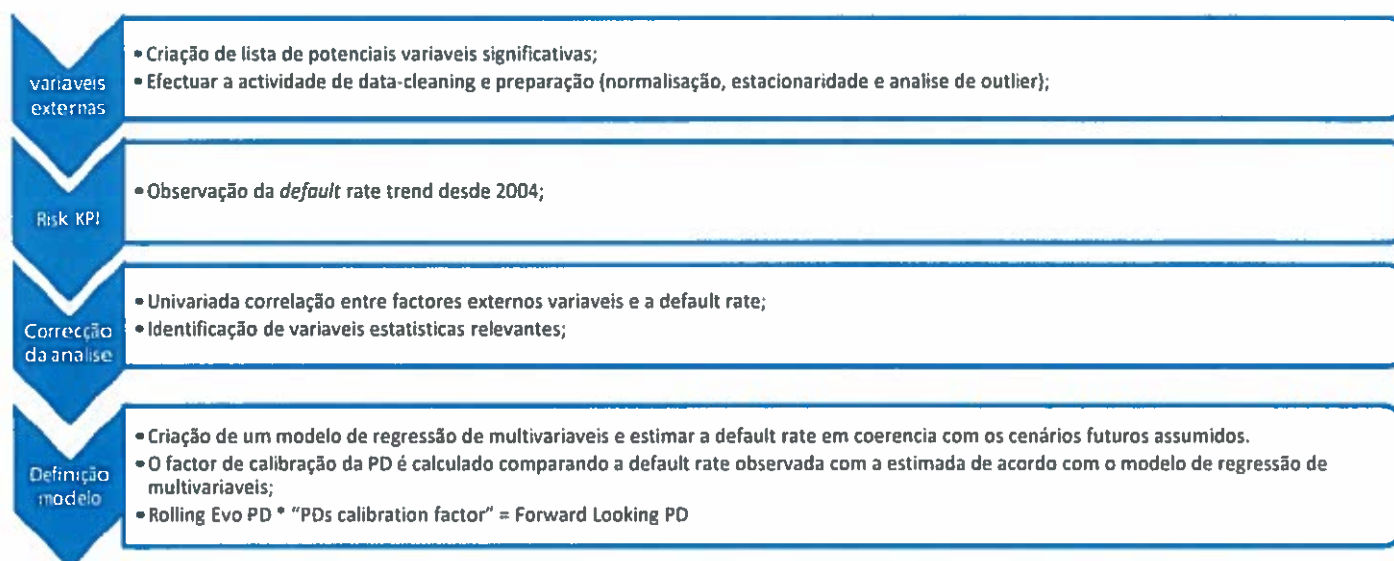 variaveis
externas
• Criação de lista de potenciais variaveis significativas;
• Efectuar a actividade de data-cleaning e preparação (normalisação, estacionaridade e analise de outlier);
Risk KPI
• Observação da default rate trend desde 2004;
Correcção
da analise
• Univariada correlação entre factores externos variaveis e a default rate;
• Identificação de variaveis estatisticas relevantes;
Definição
modelo
• Criação de um modelo de regressão de multivariaveis e estimar a default rate em coerencia com os cenários futuros assumidos.
• O factor de calibração da PD é calculado comparando a default rate observada com a estimada de acordo com o modelo de regressão de
multivariaveis;
• Rolling Evo PD * "PDs calibration factor" = Forward Looking PD